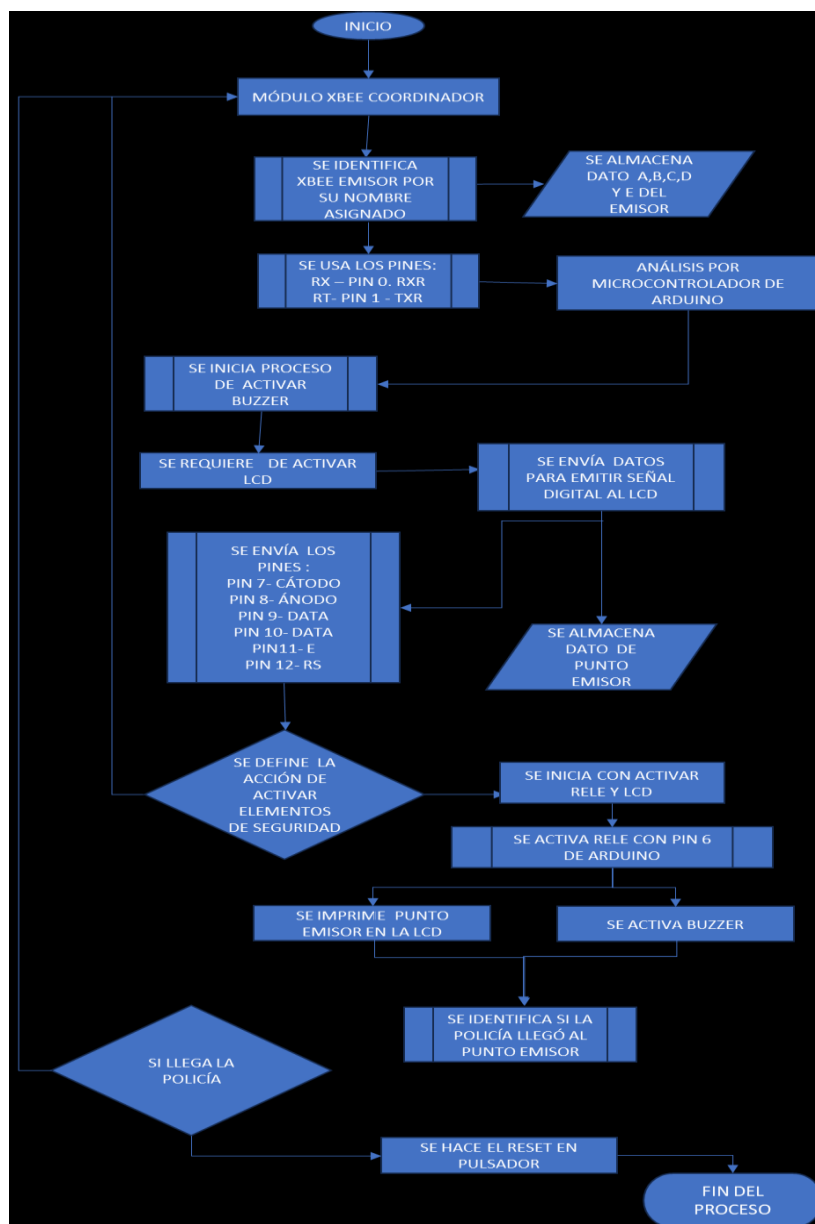 INICIO
MÓDULO XBEE COORDINADOR
SE IDENTIFICA
XBEE EMISOR POR
SU NOMBRE
ASIGNADO
SE ALMACENA
DATO A,B,C,D
Y E DEL
EMISOR
SE USA LOS PINES:
RX – PIN 0. RXR
RT- PIN 1 - TXR
ANÁLISIS POR
MICROCONTROLADOR DE
ARDUINO
SE INICIA PROCESO
DE ACTIVAR
BUZZER
SE REQUIERE DE ACTIVAR
LCD
SE ENVÍA DATOS
PARA EMITIR SEÑAL
DIGITAL AL LCD
SE ENVÍA LOS
PINES :
PIN 7- CÁTODO
PIN 8- ÁNODO
PIN 9- DATA
PIN 10- DATA
PIN11- E
PIN 12- RS
SE ALMACENA
DATO DE
PUNTO
EMISOR
SE DEFINE LA
ACCIÓN DE
ACTIVAR
ELEMENTOS
DE SEGURIDAD
SE INICIA CON ACTIVAR
RELE Y LCD
SE ACTIVA RELE CON PIN 6
DE ARDUINO
SE IMPRIME PUNTO
EMISOR EN LA LCD
SE ACTIVA BUZZER
SE IDENTIFICA SI LA
POLICÍA LLEGÓ AL
PUNTO EMISOR
SI LLEGA LA
POLICÍA
SE HACE EL RESET EN
PULSADOR
FIN DEL
PROCESO